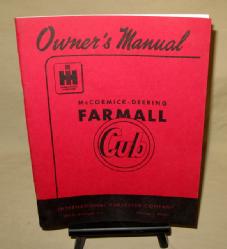 Owner's Manual
IH
McCORMICK-DEERING
FARMALL
Cub
INTERNATIONAL HARVESTER COMPANY